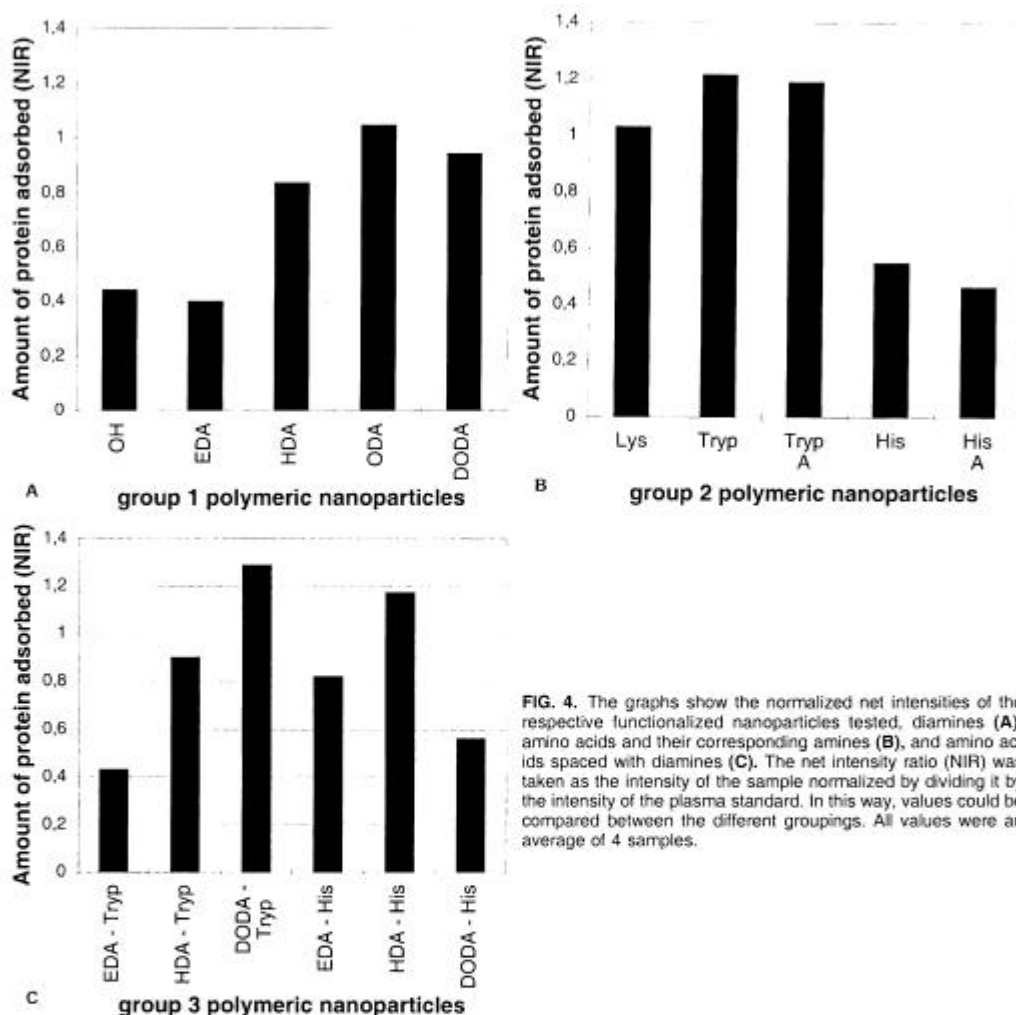 Amount of protein adsorbed (NIR)
1,4
1,2
1
0,8
0,6
0,4
0,2
0
OH
EDA
HDA
ODA
DODA
A
group 1 polymeric nanoparticles
Amount of protein adsorbed (NIR)
1,4
1,2
1
0,8
0,6
0,4
0,2
0
Lys
Tryp
Tryp
A
His
His
A
B
group 2 polymeric nanoparticles
Amount of protein adsorbed (NIR)
1,4
1,2
1
0,8
0,6
0,4
0,2
0
EDA - Tryp
HDA - Tryp
DODA -
Tryp
EDA - His
HDA - His
DODA - His
C
group 3 polymeric nanoparticles
FIG. 4. The graphs show the normalized net intensities of the
respective functionalized nanoparticles tested, diamines (A)
amino acids and their corresponding amines (B), and amino ac
ids spaced with diamines (C). The net intensity ratio (NIR) was
taken as the intensity of the sample normalized by dividing it by
the intensity of the plasma standard. In this way, values could be
compared between the different groupings. All values were an
average of 4 samples.